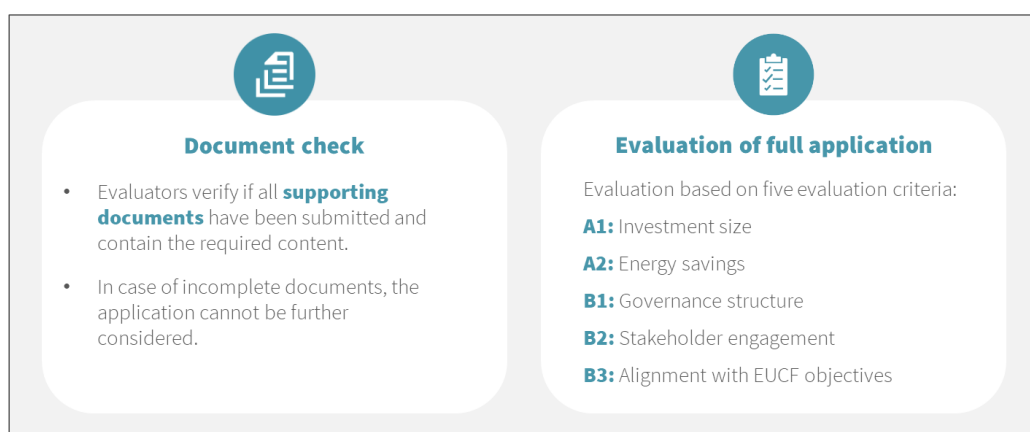 Document check
• Evaluators verify if all supporting
documents have been submitted and
contain the required content.
• In case of incomplete documents, the
application cannot be further
considered.
Evaluation of full application
Evaluation based on five evaluation criteria:
A1: Investment size
A2: Energy savings
B1: Governance structure
B2: Stakeholder engagement
B3: Alignment with EUCF objectives